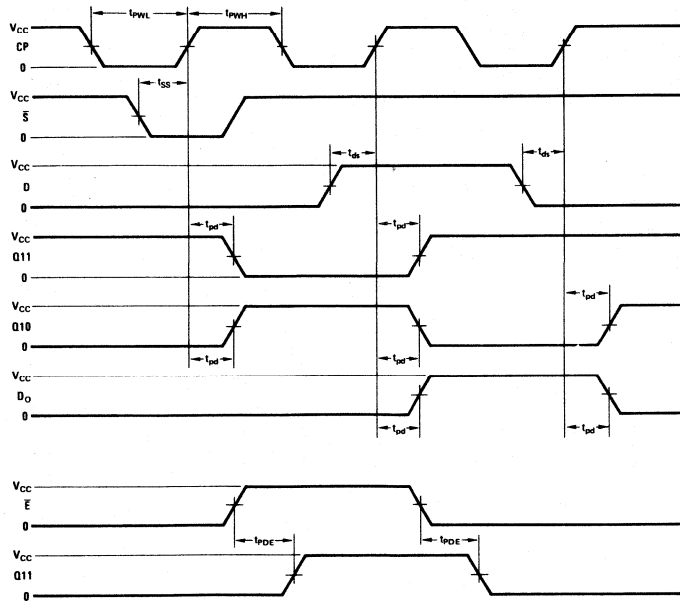 tPWL tPWH
VCC
CP
0
tSS
VCC
S̅
0
tds tds
VCC
D
0
tpd tpd
VCC
Q11
0
tpd
VCC
Q10
0
tpd tpd
VCC
DO
0
tpd tpd
VCC
E̅
0
tPDE tPDE
VCC
Q11
0